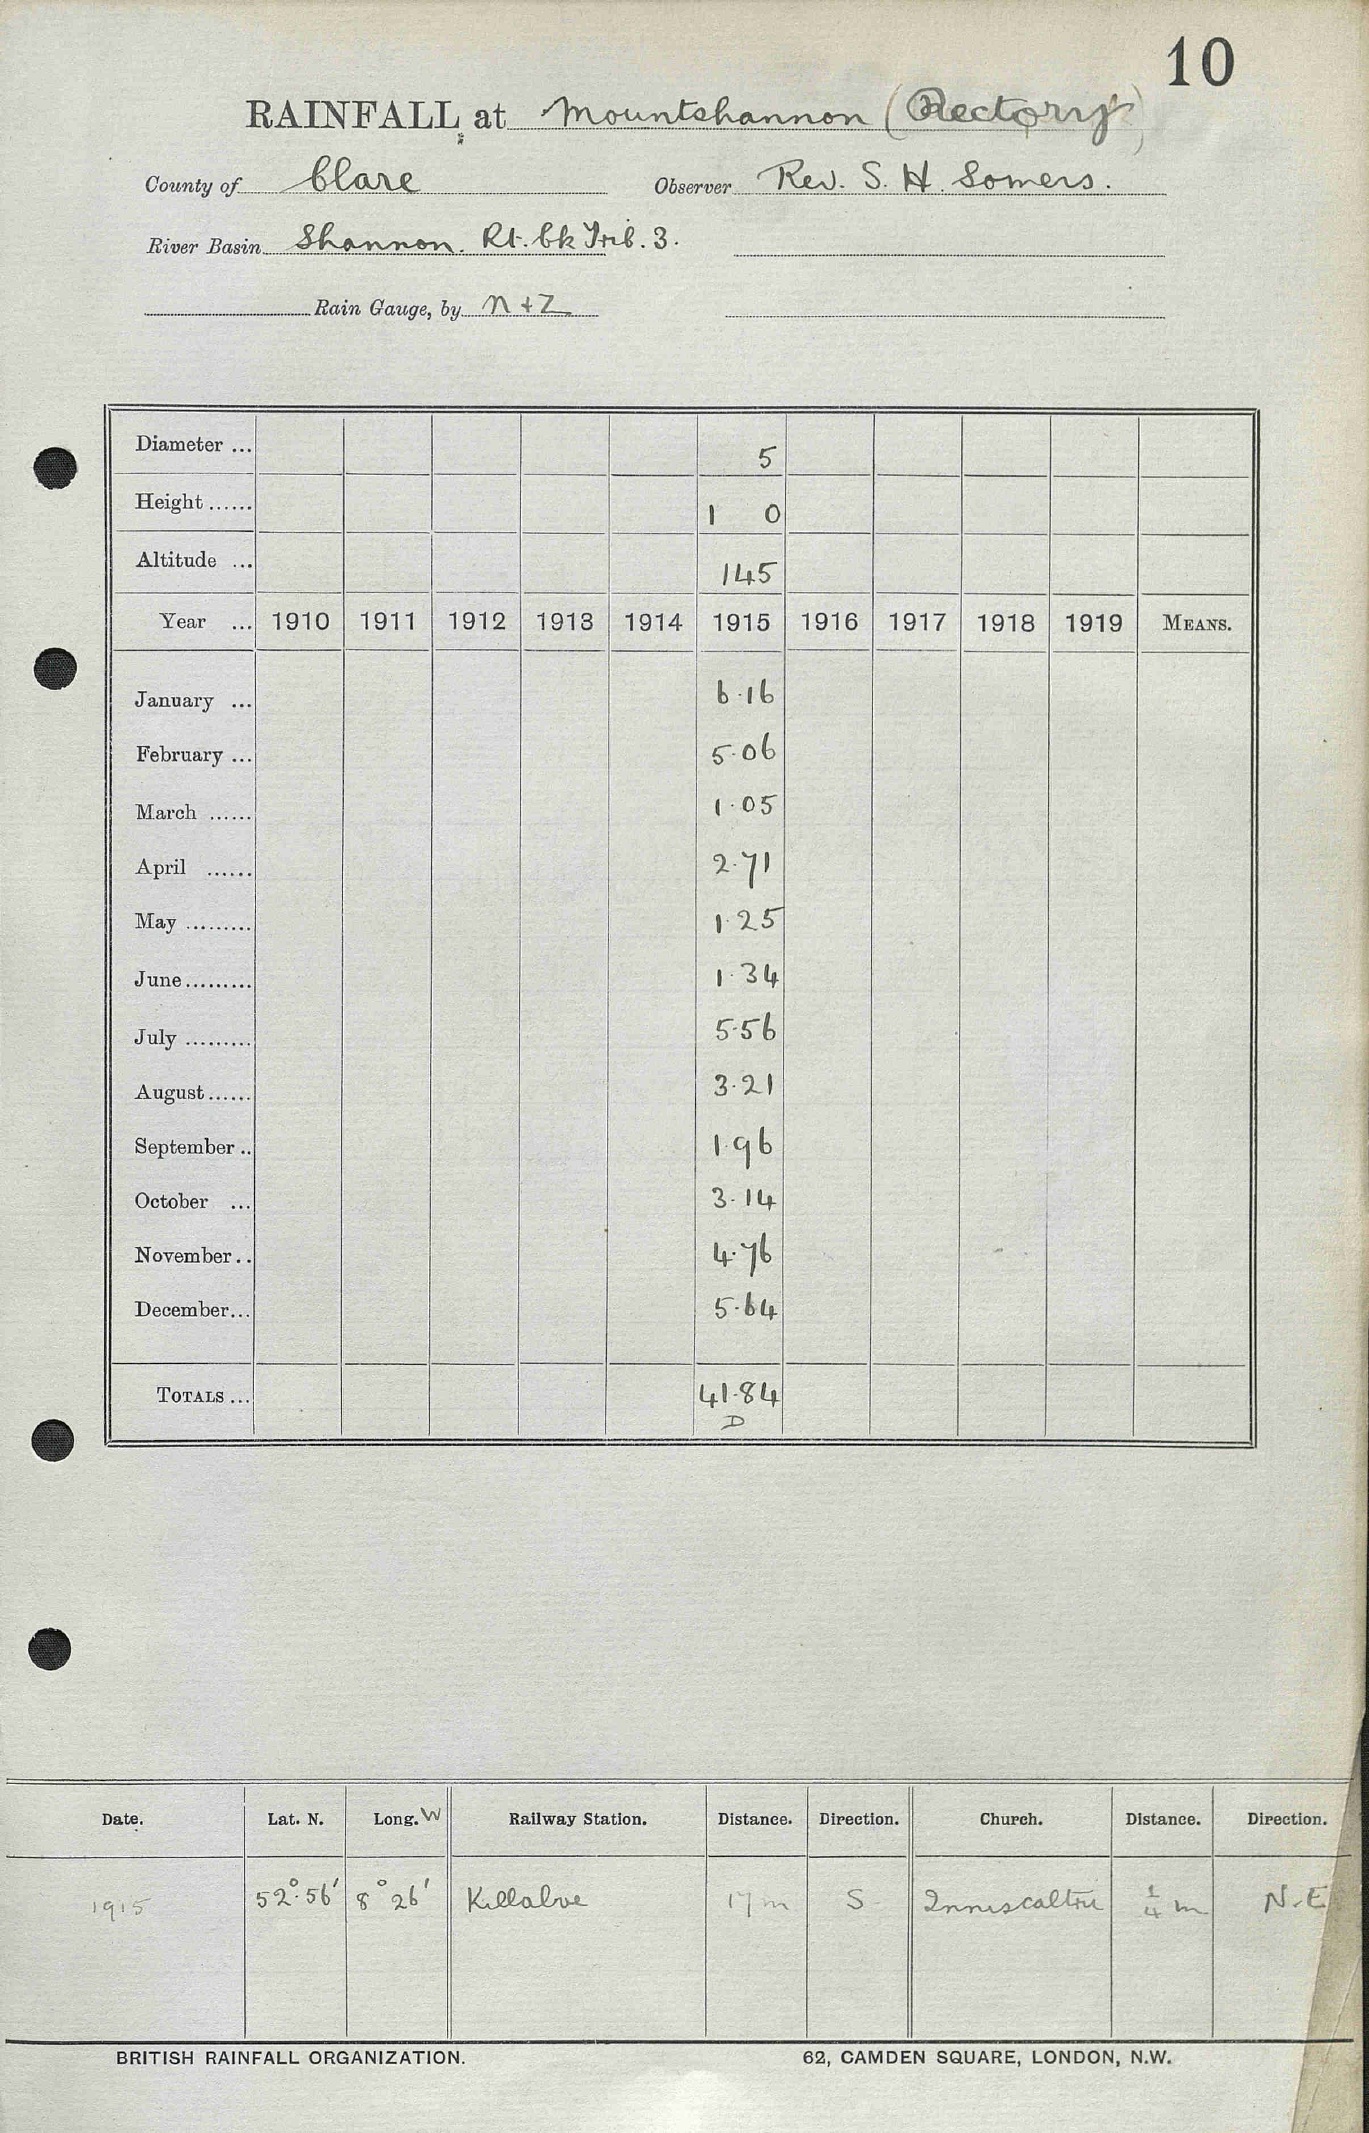 10
RAINFALL at Mountshannon (Rectory)
County of Clare Observer Rev. S. H. Somers.
River Basin Shannon. Rt. bk Trib. 3.
Rain Gauge, by N + Z
Diameter ... 5
Height ...... 1 0
Altitude ... 145
Year ... 1910 1911 1912 1913 1914 1915 1916 1917 1918 1919 MEANS.
January ... 6.16
February ... 5.06
March ...... 1.05
April ...... 2.71
May ......... 1.25
June ......... 1.34
July ......... 5.56
August ...... 3.21
September .. 1.96
October ... 3.14
November .. 4.76
December ... 5.64
TOTALS ... 41.84
D
Date. Lat. N. Long. W Railway Station. Distance. Direction. Church. Distance. Direction.
1915 52° 56' 8° 26' Killaloe 17 m S Inniscaltra 1/4 m N.E
BRITISH RAINFALL ORGANIZATION. 62, CAMDEN SQUARE, LONDON, N.W.